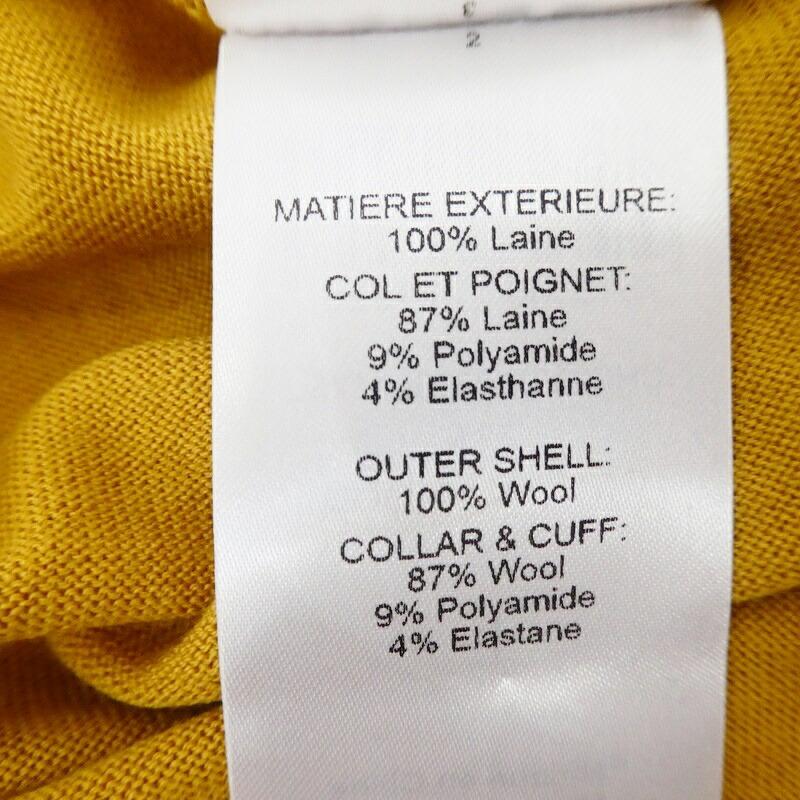 MATIERE EXTERIEURE:
100% Laine
COL ET POIGNET:
87% Laine
9% Polyamide
4% Elasthanne
OUTER SHELL:
100% Wool
COLLAR & CUFF:
87% Wool
9% Polyamide
4% Elastane